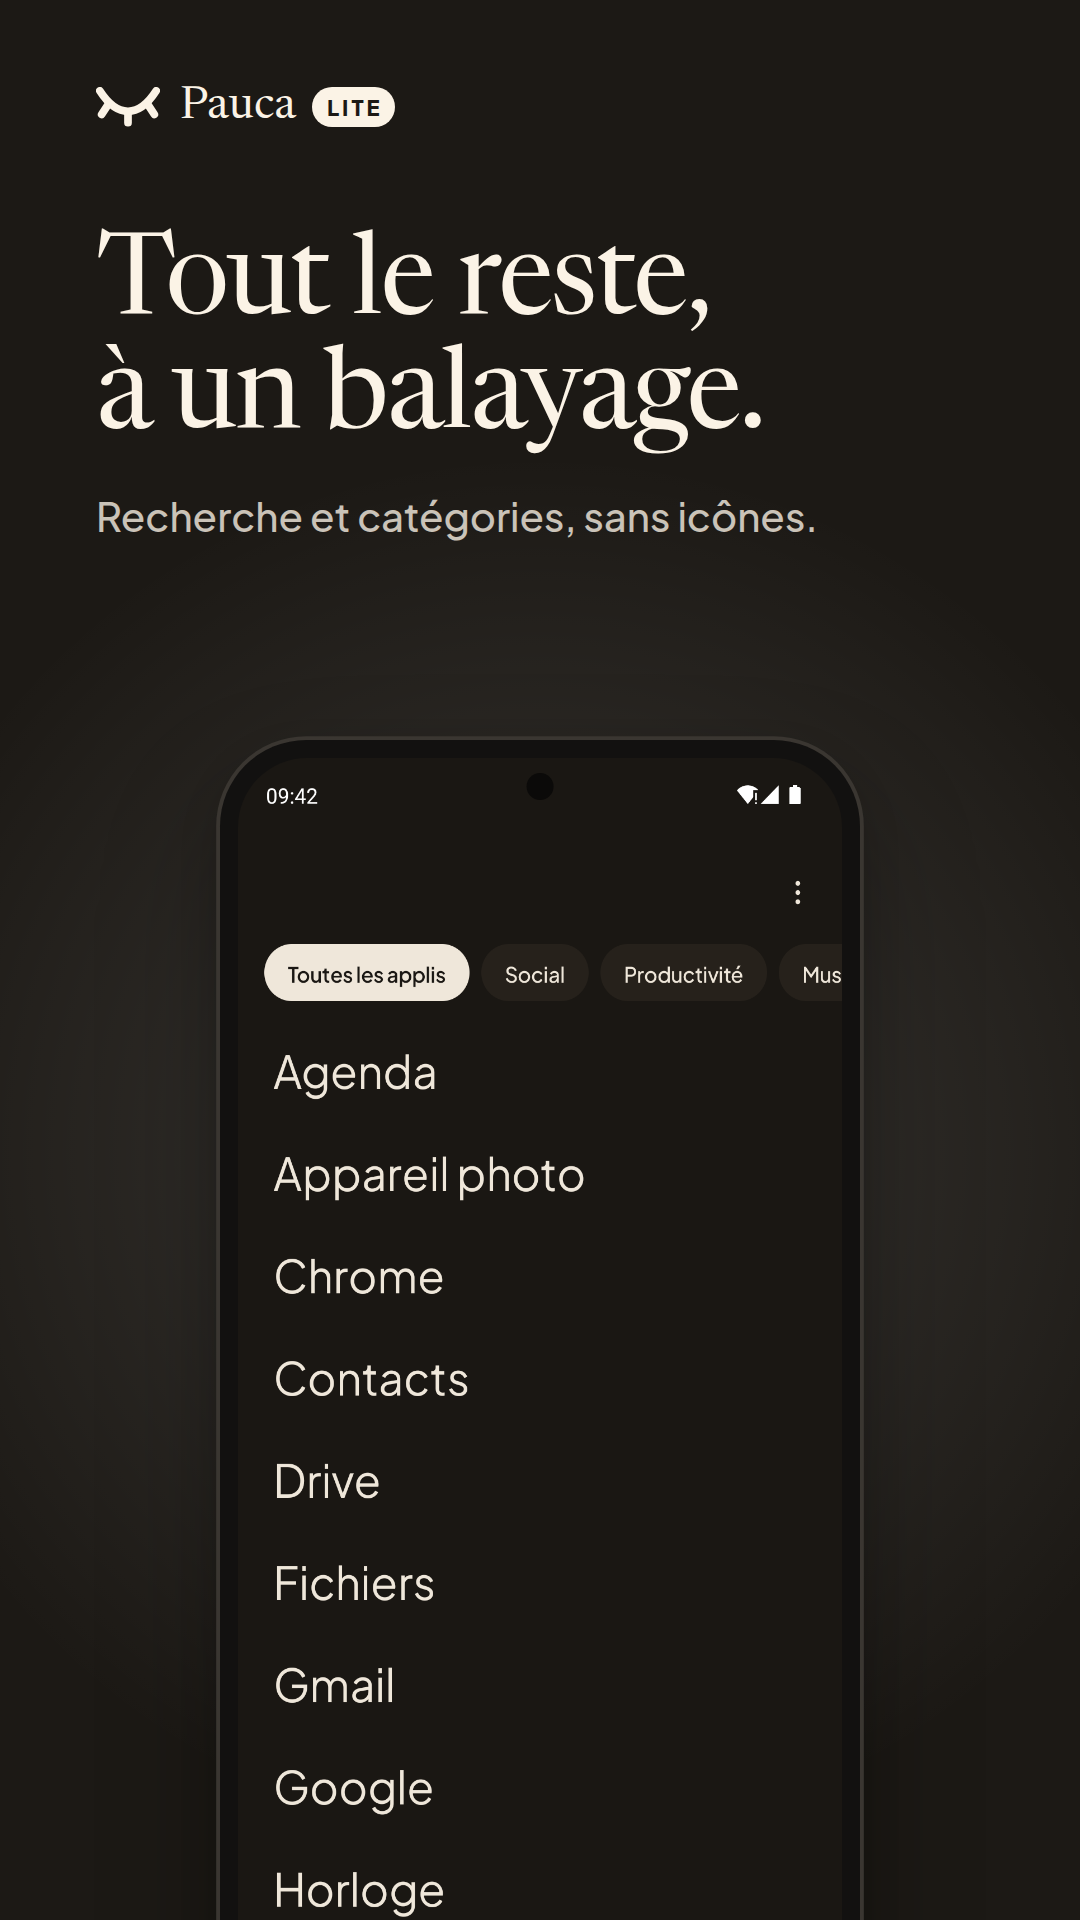 Pauca LITE
Tout le reste,
à un balayage.
Recherche et catégories, sans icônes.
09:42
Toutes les applis Social Productivité Mus
Agenda
Appareil photo
Chrome
Contacts
Drive
Fichiers
Gmail
Google
Horloge